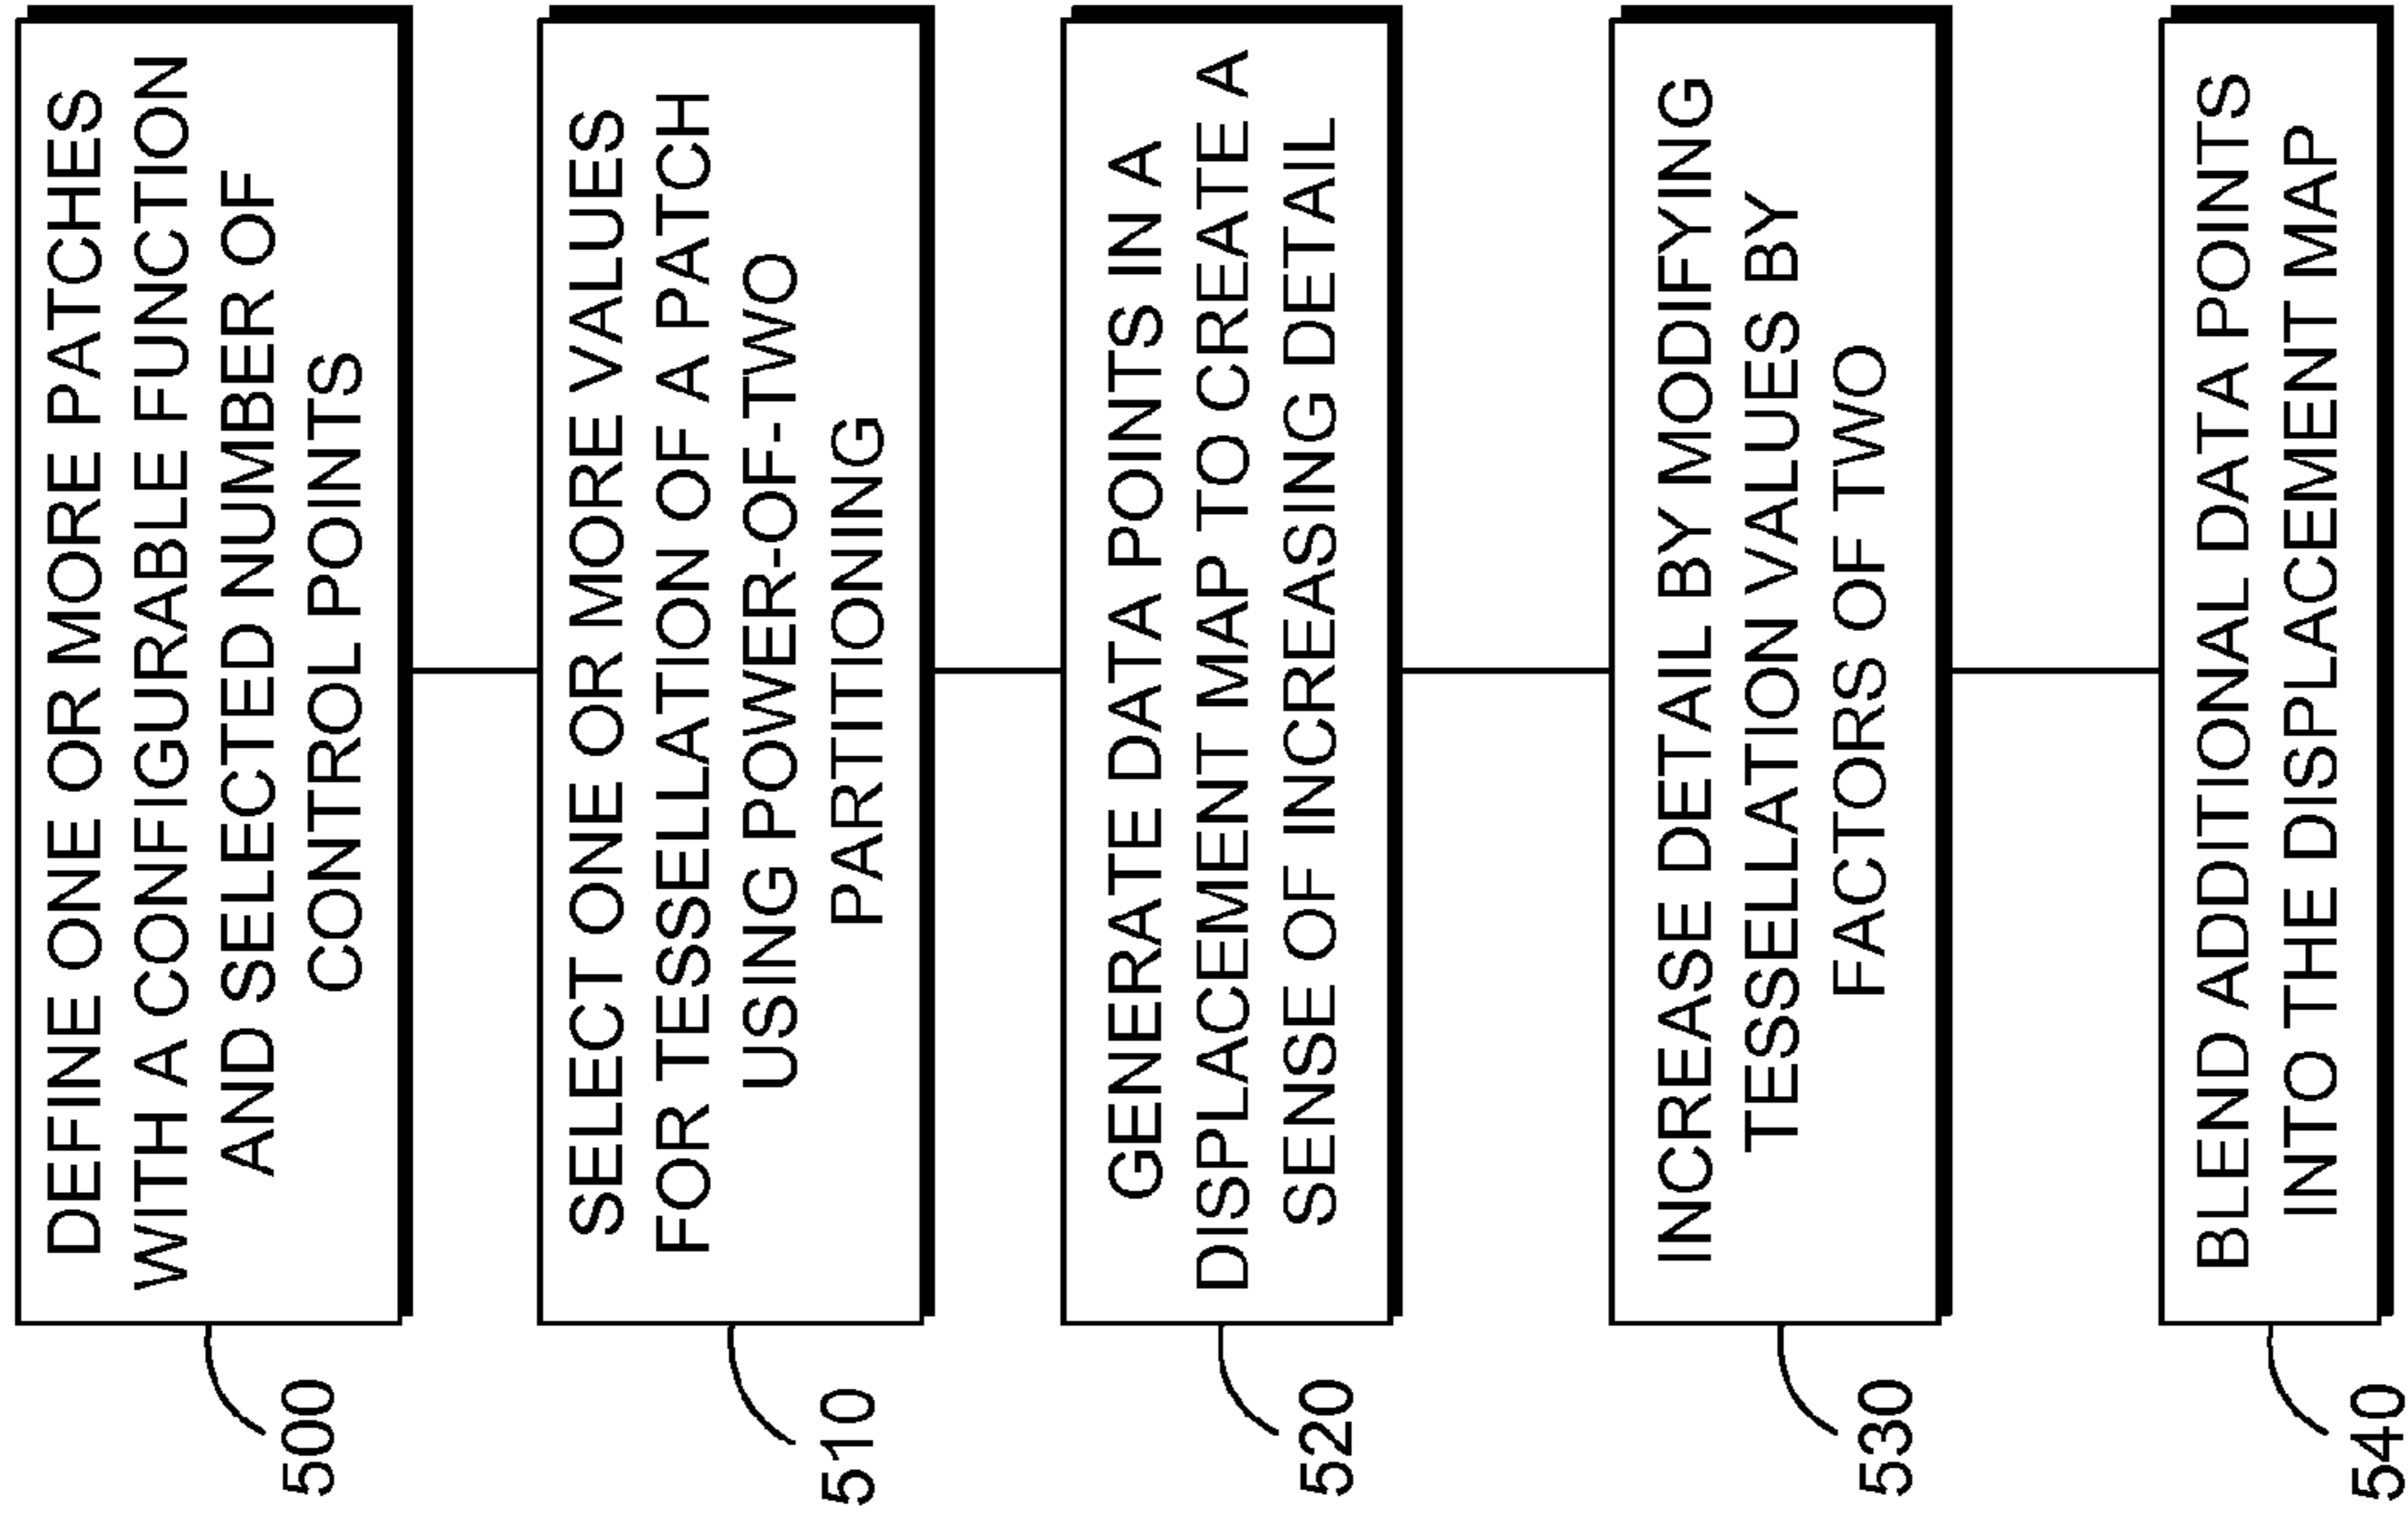 DEFINE ONE OR MORE PATCHES
WITH A CONFIGURABLE FUNCTION
AND SELECTED NUMBER OF
CONTROL POINTS
500
SELECT ONE OR MORE VALUES
FOR TESSELLATION OF A PATCH
USING POWER-OF-TWO
PARTITIONING
510
GENERATE DATA POINTS IN A
DISPLACEMENT MAP TO CREATE A
SENSE OF INCREASING DETAIL
520
INCREASE DETAIL BY MODIFYING
TESSELLATION VALUES BY
FACTORS OF TWO
530
BLEND ADDITIONAL DATA POINTS
INTO THE DISPLACEMENT MAP
540